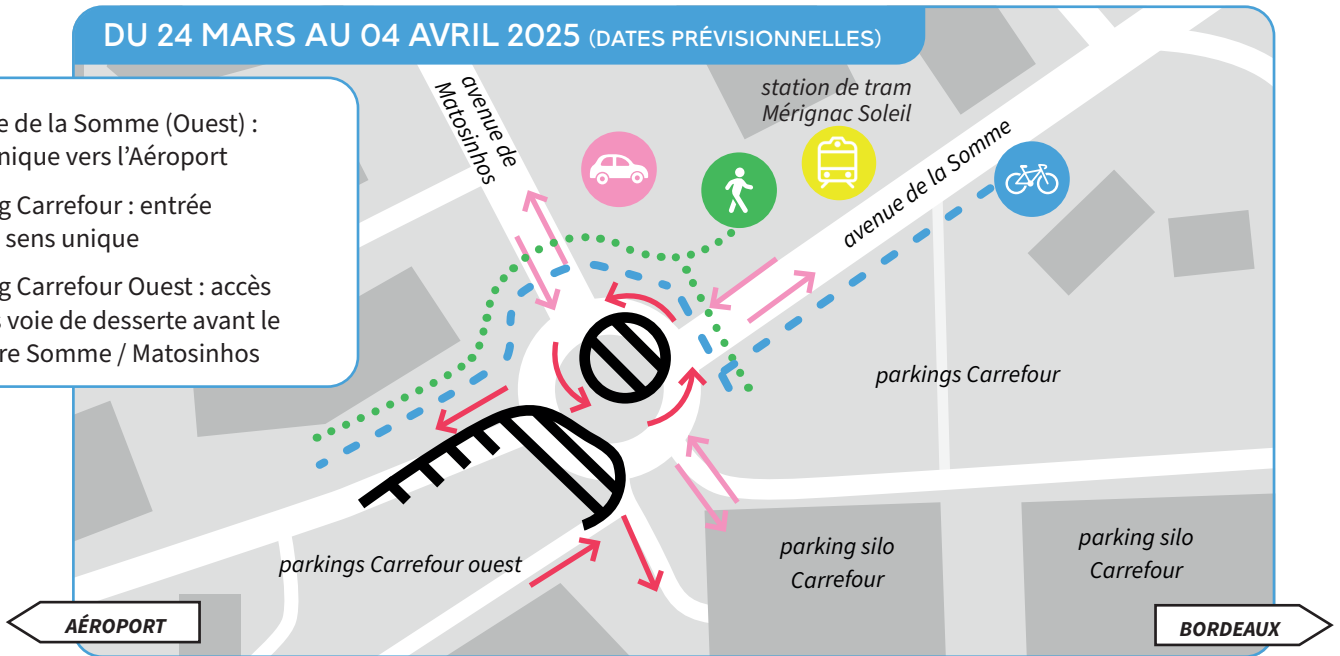 DU 24 MARS AU 04 AVRIL 2025 (DATES PRÉVISIONNELLES)
de la Somme (Ouest) :
vers l’Aéroport
Carrefour : entrée
sens unique
Carrefour Ouest : accès
voie de desserte avant le
Somme / Matosinhos
avenue de
Matosinhos
station de tram
Mérignac Soleil
avenue de la Somme
parkings Carrefour
parkings Carrefour ouest
parking silo
Carrefour
parking silo
Carrefour
AÉROPORT
BORDEAUX